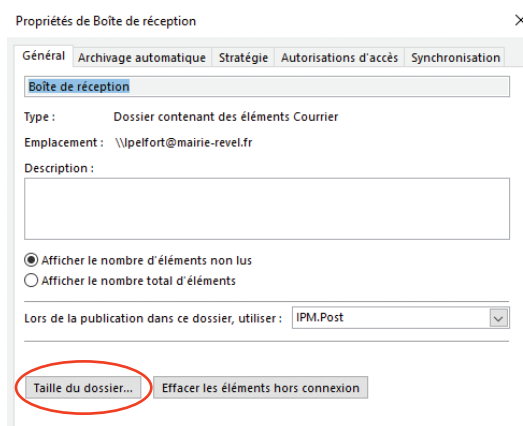 Propriétés de Boîte de réception
Général Archivage automatique Stratégie Autorisations d'accès Synchronisation
Boîte de réception
Type : Dossier contenant des éléments Courrier
Emplacement : \\lpelfort@mairie-revel.fr
Description :
Afficher le nombre d'éléments non lus
Afficher le nombre total d'éléments
Lors de la publication dans ce dossier, utiliser : IPM.Post
Taille du dossier... Effacer les éléments hors connexion